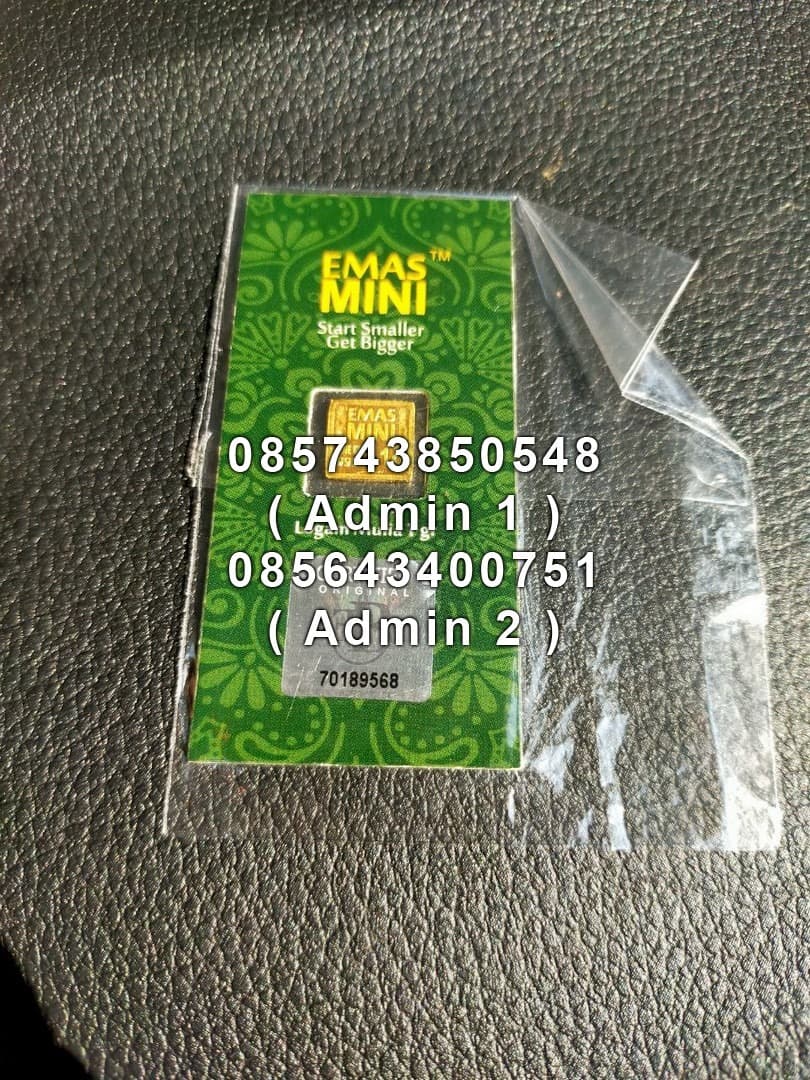 EMAS™
MINI
Start Smaller
Get Bigger
EMAS
MINI
085743850548
( Admin 1 )
085643400751
ORIGINAL
( Admin 2 )
70189568